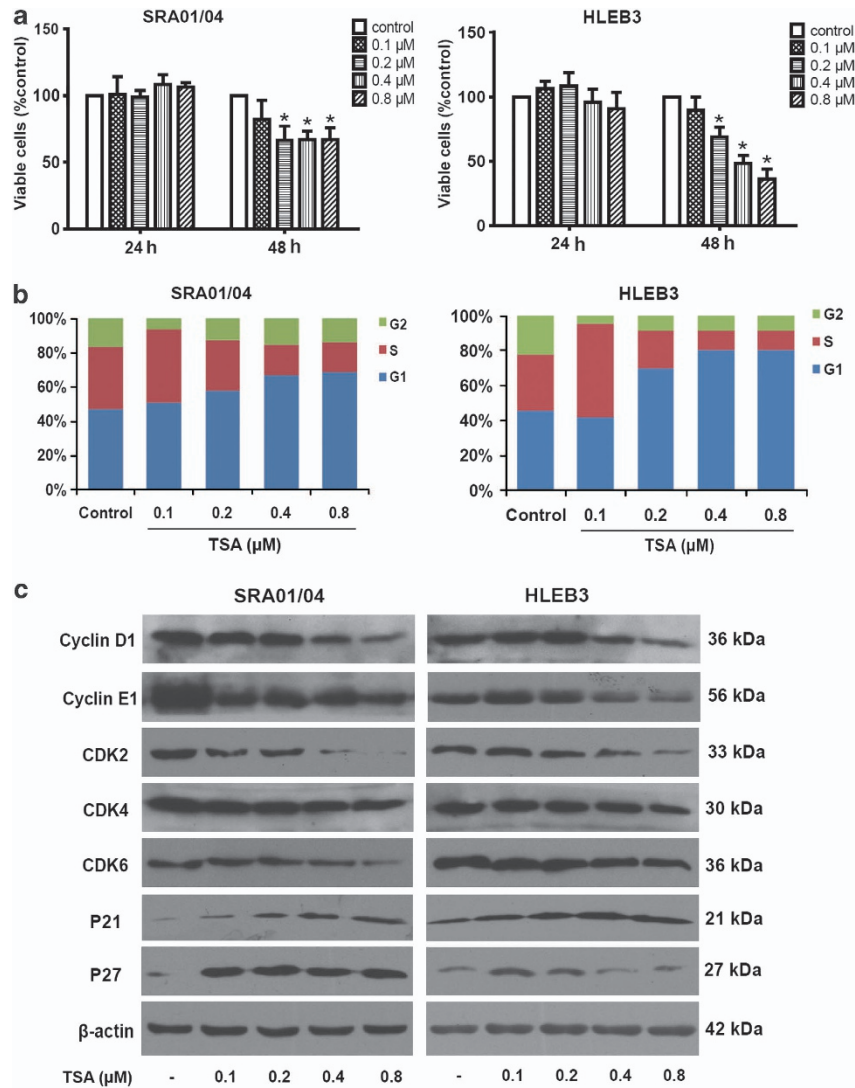 a
SRA01/04
HLEB3
Viable cells (%control)
150
100
50
0
* * *
24 h
48 h
control
0.1 µM
0.2 µM
0.4 µM
0.8 µM
Viable cells (%control)
150
100
50
0
* * *
24 h
48 h
control
0.1 µM
0.2 µM
0.4 µM
0.8 µM
b
SRA01/04
HLEB3
100%
80%
60%
40%
20%
0%
G2
S
G1
Control 0.1 0.2 0.4 0.8
TSA (µM)
100%
80%
60%
40%
20%
0%
G2
S
G1
Control 0.1 0.2 0.4 0.8
TSA (µM)
c
SRA01/04 HLEB3
Cyclin D1 36 kDa
Cyclin E1 56 kDa
CDK2 33 kDa
CDK4 30 kDa
CDK6 36 kDa
P21 21 kDa
P27 27 kDa
β-actin 42 kDa
TSA (µM) - 0.1 0.2 0.4 0.8 - 0.1 0.2 0.4 0.8